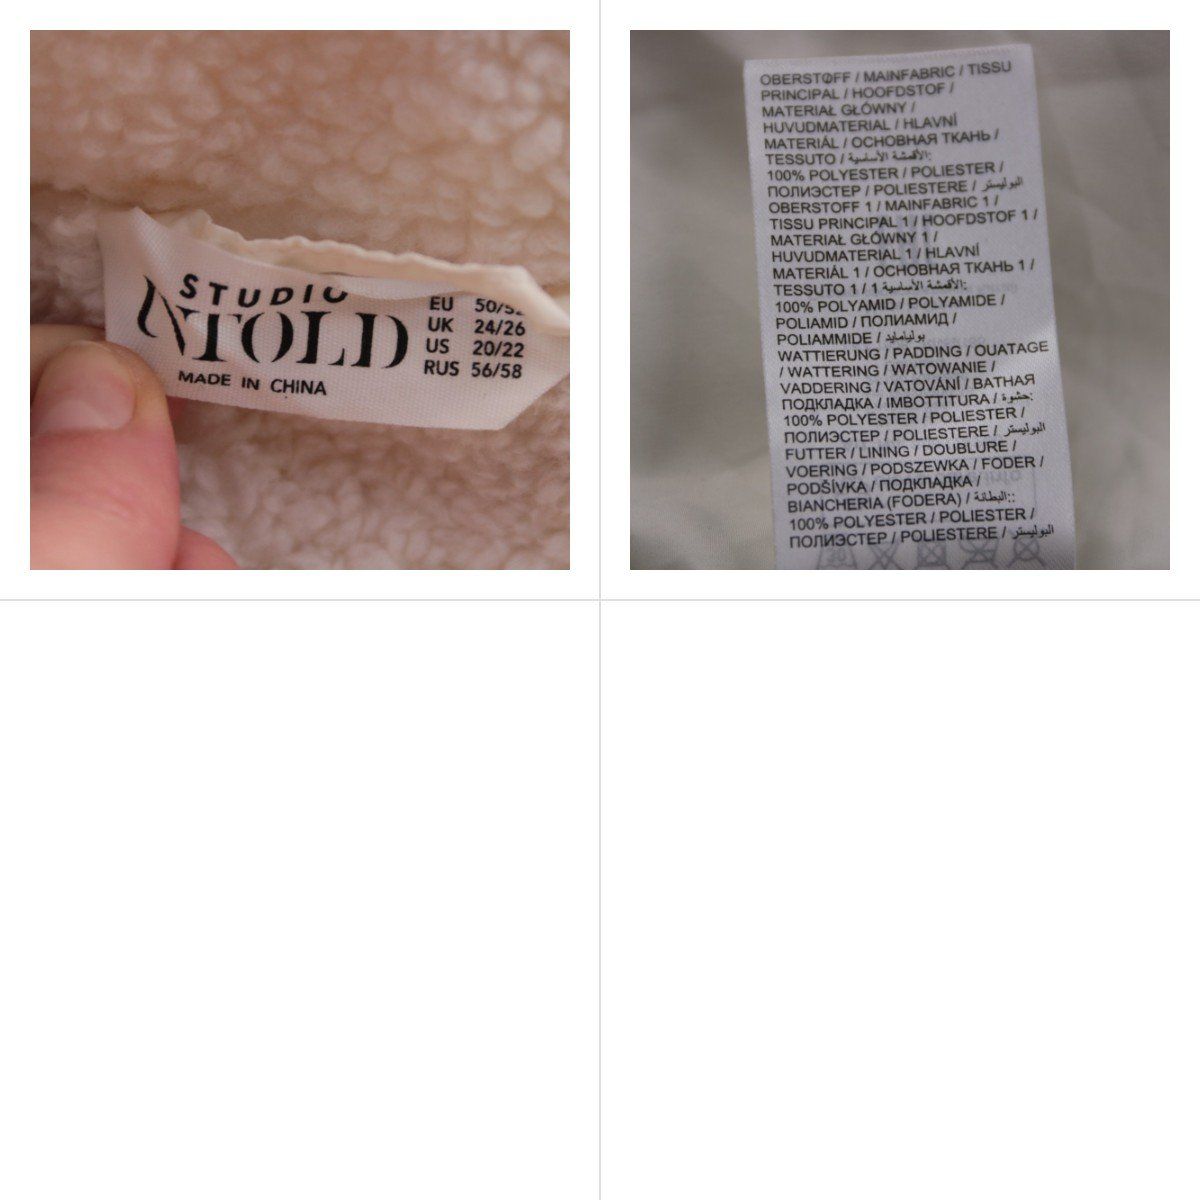 STUDIO
NTOLD
MADE IN CHINA
EU 50/52
UK 24/26
US 20/22
RUS 56/58
OBERSTOFF / MAINFABRIC / TISSU
PRINCIPAL / HOOFDSTOF /
MATERIAŁ GŁÓWNY /
HUVUDMATERIAL / HLAVNÍ
MATERIÁL / ОСНОВНАЯ ТКАНЬ /
TESSUTO / الأقمشة الأساسية:
100% POLYESTER / POLIESTER /
ПОЛИЭСТЕР / POLIESTERE / البوليستر
OBERSTOFF 1 / MAINFABRIC 1 /
TISSU PRINCIPAL 1 / HOOFDSTOF 1 /
MATERIAŁ GŁÓWNY 1 /
HUVUDMATERIAL 1 / HLAVNÍ
MATERIÁL 1 / ОСНОВНАЯ ТКАНЬ 1 /
TESSUTO 1 / 1 الأقمشة الأساسية:
100% POLYAMID / POLYAMIDE /
POLIAMID / ПОЛИАМИД /
POLIAMMIDE / بوليامايد
WATTIERUNG / PADDING / OUATAGE
/ WATTERING / WATOWANIE /
VADDERING / VATOVÁNÍ / ВАТНАЯ
ПОДКЛАДКА / IMBOTTITURA / حشوة:
100% POLYESTER / POLIESTER /
ПОЛИЭСТЕР / POLIESTERE / البوليستر
FUTTER / LINING / DOUBLURE /
VOERING / PODSZEWKA / FODER /
PODŠÍVKA / ПОДКЛАДКА /
BIANCHERIA (FODERA) / البطانة::
100% POLYESTER / POLIESTER /
ПОЛИЭСТЕР / POLIESTERE / البوليستر